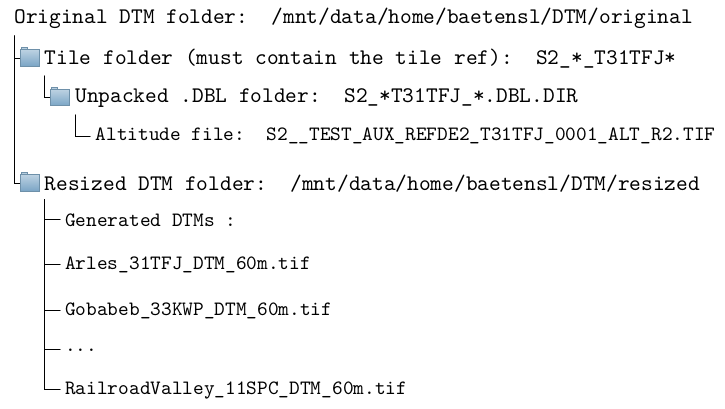 Original DTM folder: /mnt/data/home/baetensl/DTM/original
Tile folder (must contain the tile ref): S2_*_T31TFJ*
Unpacked .DBL folder: S2_*T31TFJ_*.DBL.DIR
Altitude file: S2__TEST_AUX_REFDE2_T31TFJ_0001_ALT_R2.TIF
Resized DTM folder: /mnt/data/home/baetensl/DTM/resized
Generated DTMs :
Arles_31TFJ_DTM_60m.tif
Gobabeb_33KWP_DTM_60m.tif
...
RailroadValley_11SPC_DTM_60m.tif